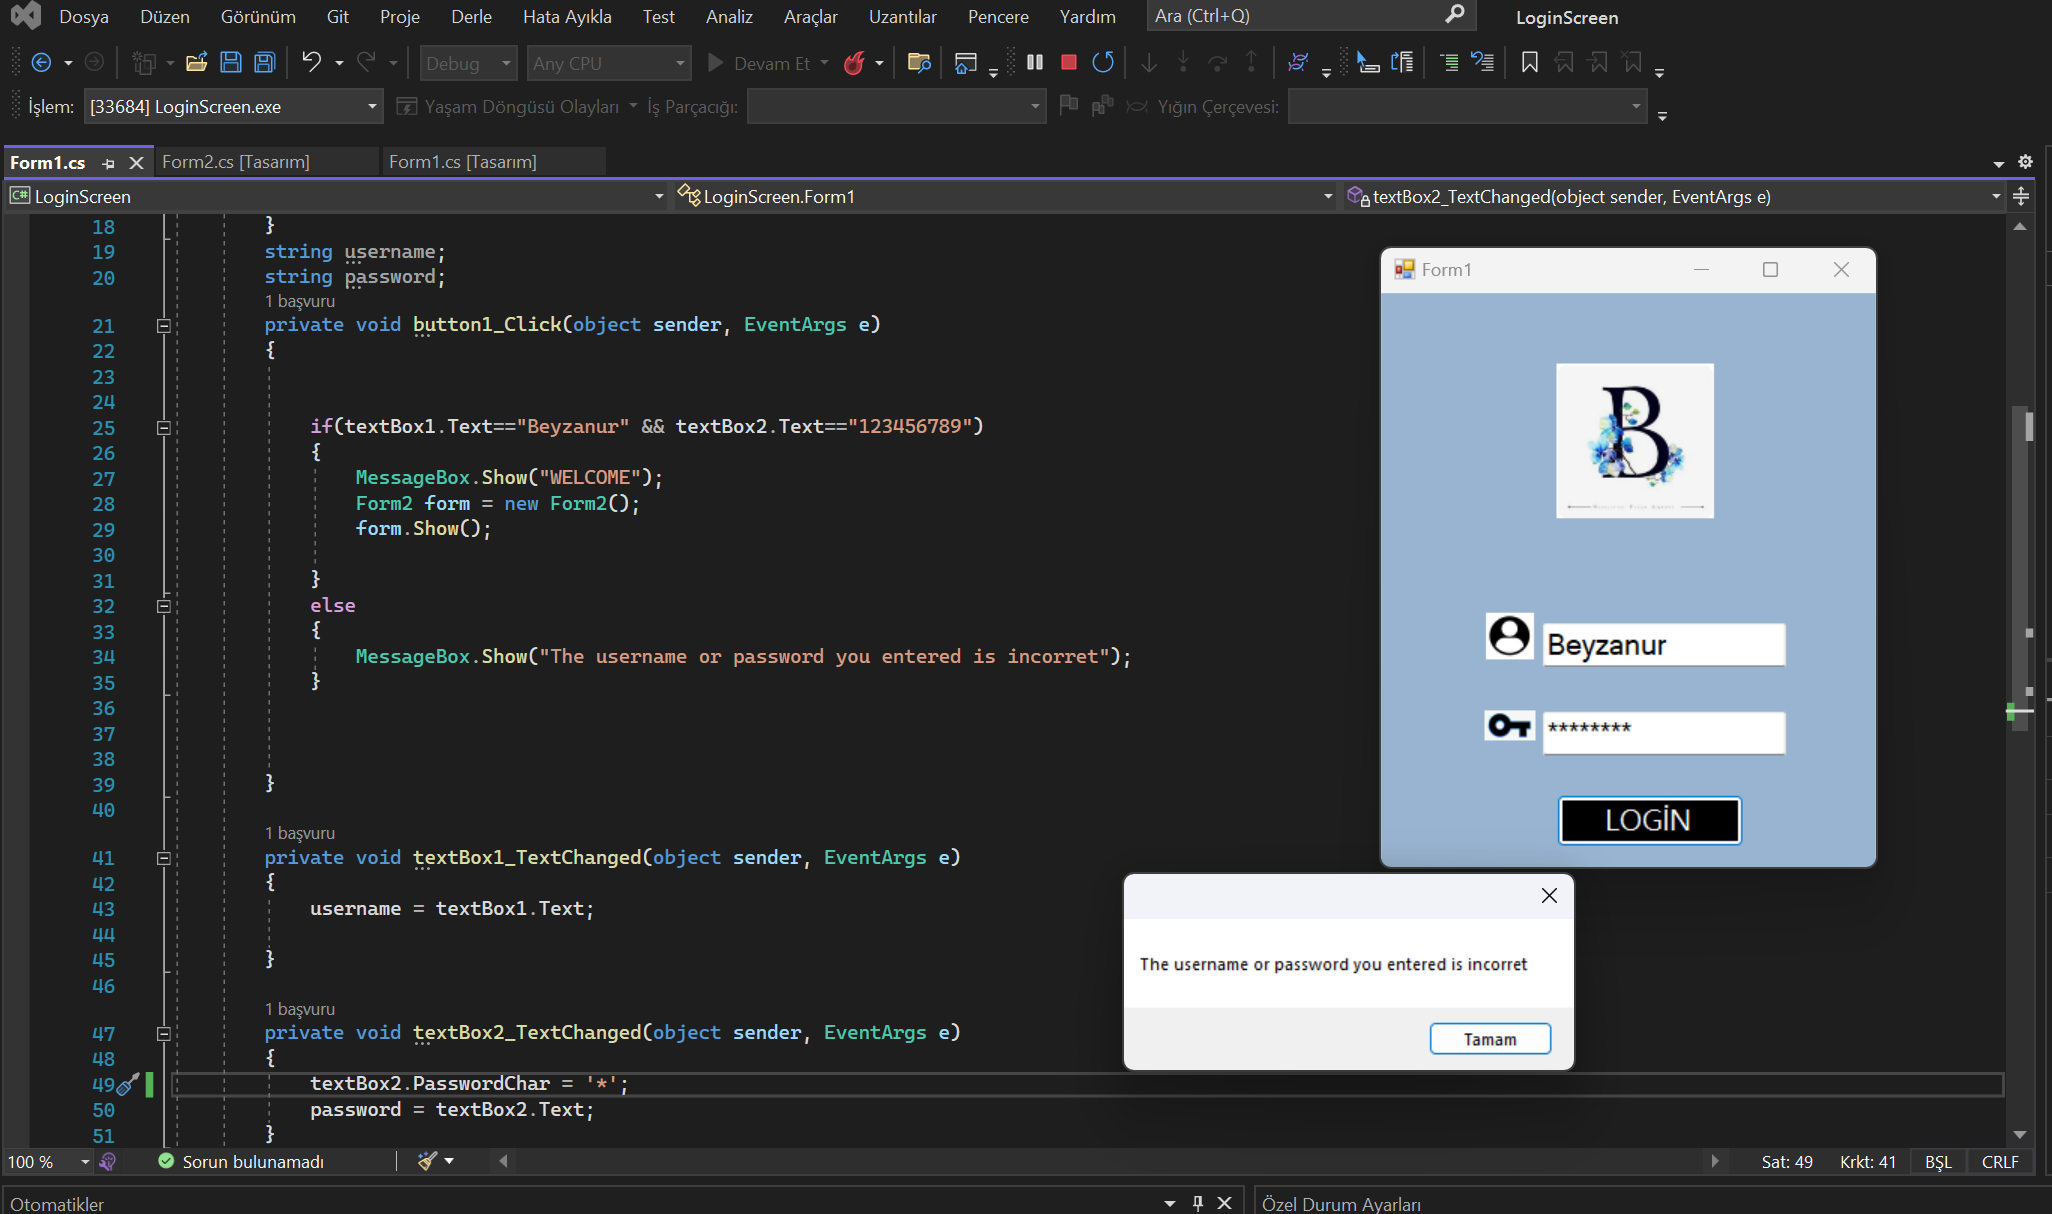 Dosya Düzen Görünüm Git Proje Derle Hata Ayıkla Test Analiz Araçlar Uzantılar Pencere Yardım Ara (Ctrl+Q) LoginScreen
Debug Any CPU Devam Et
İşlem: [33684] LoginScreen.exe Yaşam Döngüsü Olayları İş Parçacığı: Yığın Çerçevesi:
Form1.cs Form2.cs [Tasarım] Form1.cs [Tasarım]
C# LoginScreen LoginScreen.Form1 textBox2_TextChanged(object sender, EventArgs e)
18 }
19 string username;
20 string password;
1 başvuru
21 private void button1_Click(object sender, EventArgs e)
22 {
23
24
25 if(textBox1.Text=="Beyzanur" && textBox2.Text=="123456789")
26 {
27 MessageBox.Show("WELCOME");
28 Form2 form = new Form2();
29 form.Show();
30
31 }
32 else
33 {
34 MessageBox.Show("The username or password you entered is incorret");
35 }
36
37
38
39 }
40
1 başvuru
41 private void textBox1_TextChanged(object sender, EventArgs e)
42 {
43 username = textBox1.Text;
44
45 }
46
1 başvuru
47 private void textBox2_TextChanged(object sender, EventArgs e)
48 {
49 textBox2.PasswordChar = '*';
50 password = textBox2.Text;
51 }
Form1
B
Beyzanur
********
LOGİN
The username or password you entered is incorret
Tamam
100 % Sorun bulunamadı Sat: 49 Krkt: 41 BŞL CRLF
Otomatikler Özel Durum Ayarları